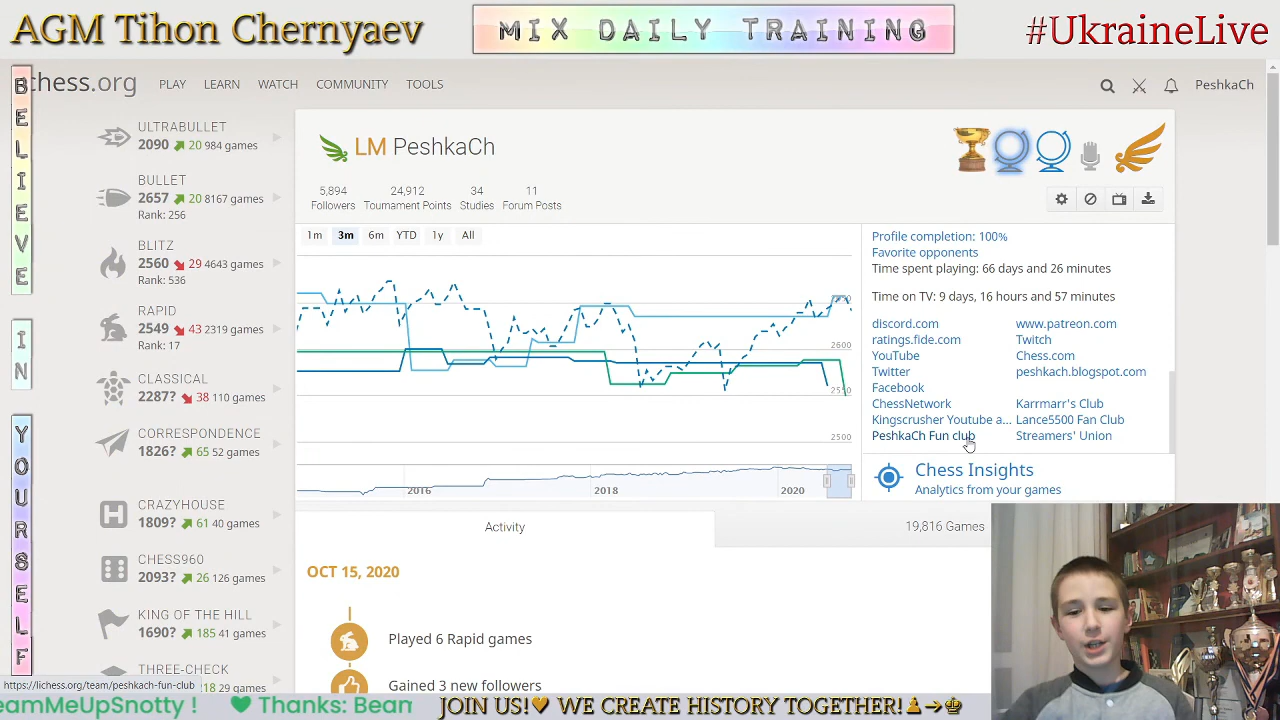 AGM Tihon Chernyaev
MIX DAILY TRAINING
#UkraineLive
BELIEVE
IN
YOURSELF
chess.org
PLAY
LEARN
WATCH
COMMUNITY
TOOLS
PeshkaCh
ULTRABULLET
2090 20 984 games
BULLET
2657 20 8167 games
Rank: 256
BLITZ
2560 29 4643 games
Rank: 536
RAPID
2549 43 2319 games
Rank: 17
CLASSICAL
2287? 38 110 games
CORRESPONDENCE
1826? 65 52 games
CRAZYHOUSE
1809? 61 40 games
CHESS960
2093? 26 126 games
KING OF THE HILL
1690? 185 41 games
THREE-CHECK
18 29 games
LM PeshkaCh
5,894 24,912 34 11
Followers Tournament Points Studies Forum Posts
1m 3m 6m YTD 1y All
2600
2500
2016 2018 2020
Profile completion: 100%
Favorite opponents
Time spent playing: 66 days and 26 minutes
Time on TV: 9 days, 16 hours and 57 minutes
discord.com www.patreon.com
ratings.fide.com Twitch
YouTube Chess.com
Twitter peshkach.blogspot.com
Facebook
ChessNetwork Karrmarr's Club
Kingscrusher Youtube a... Lance5500 Fan Club
PeshkaCh Fun club Streamers' Union
Chess Insights
Analytics from your games
Activity
19,816 Games
OCT 15, 2020
Played 6 Rapid games
Gained 3 new followers
https://lichess.org/team/peshkach-fun-club
eamMeUpSnotty ! Thanks: Beam
JOIN US! WE CREATE HISTORY TOGETHER!